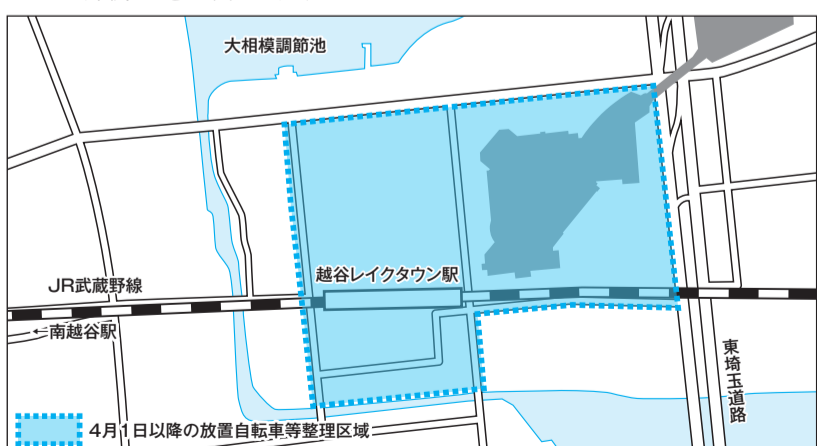 大相模調節池
越谷レイクタウン駅
JR武蔵野線
←南越谷駅
東埼玉道路
4月1日以降の放置自転車等整理区域